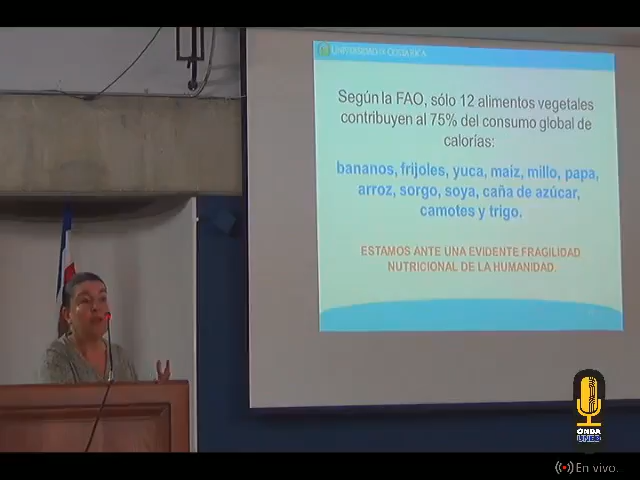 UNIVERSIDAD DE COSTA RICA
Según la FAO, sólo 12 alimentos vegetales
contribuyen al 75% del consumo global de
calorías:
bananos, frijoles, yuca, maiz, millo, papa,
arroz, sorgo, soya, caña de azúcar,
camotes y trigo.
ESTAMOS ANTE UNA EVIDENTE FRAGILIDAD
NUTRICIONAL DE LA HUMANIDAD.
ONDA
UNED
En vivo.